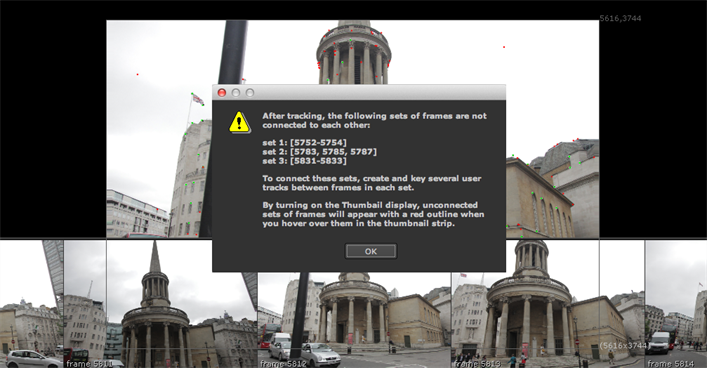 5616,3744
After tracking, the following sets of frames are not
connected to each other:
set 1: [5752-5754]
set 2: [5783, 5785, 5787]
set 3: [5831-5833]
To connect these sets, create and key several user
tracks between frames in each set.
By turning on the Thumbail display, unconnected
sets of frames will appear with a red outline when
you hover over them in the thumbnail strip.
OK
(5616x3744)
frame 5811
frame 5812
frame 5813
frame 5814